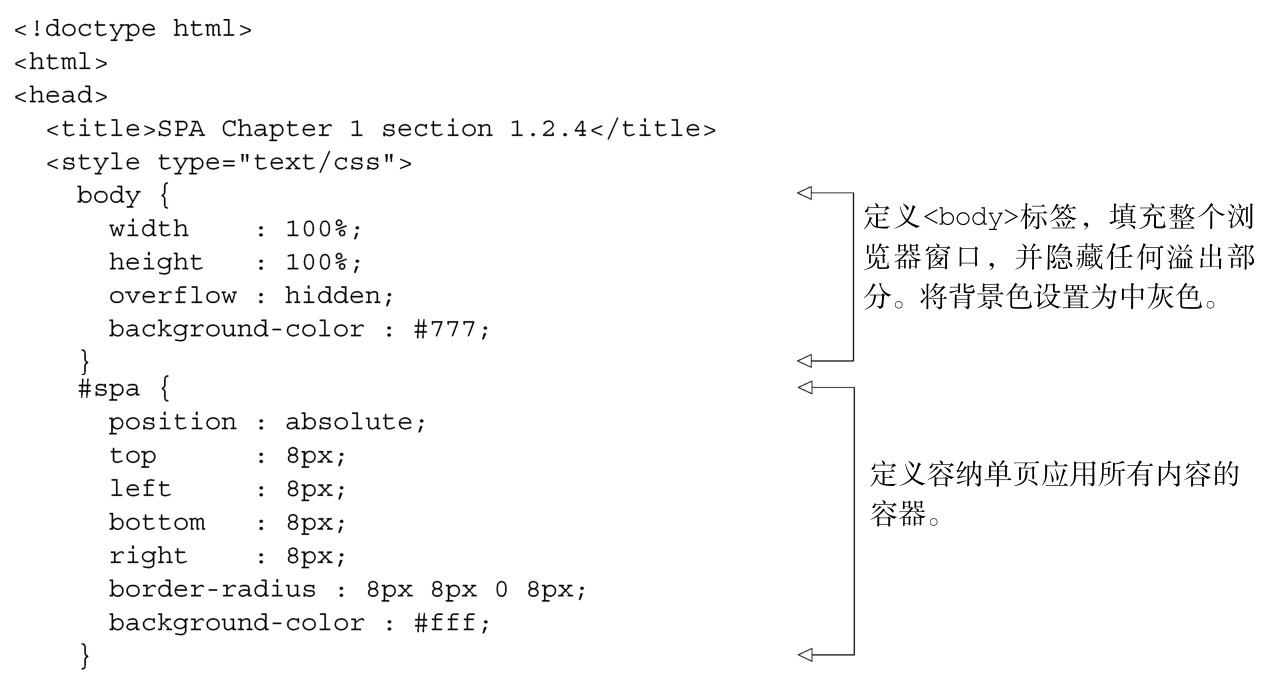 <!doctype html>
<html>
<head>
  <title>SPA Chapter 1 section 1.2.4</title>
  <style type="text/css">
    body {
      width    : 100%;
      height   : 100%;
      overflow : hidden;
      background-color : #777;
    }
    #spa {
      position : absolute;
      top      : 8px;
      left     : 8px;
      bottom   : 8px;
      right    : 8px;
      border-radius : 8px 8px 0 8px;
      background-color : #fff;
    }
定义<body>标签，填充整个浏
览器窗口，并隐藏任何溢出部
分。将背景色设置为中灰色。
定义容纳单页应用所有内容的
容器。